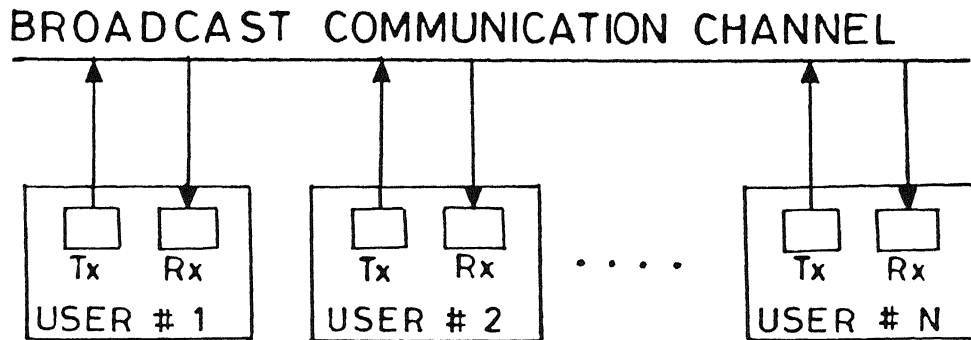 BROADCAST COMMUNICATION CHANNEL
Tx Rx Tx Rx . . . . Tx Rx
USER # 1 USER # 2 USER # N